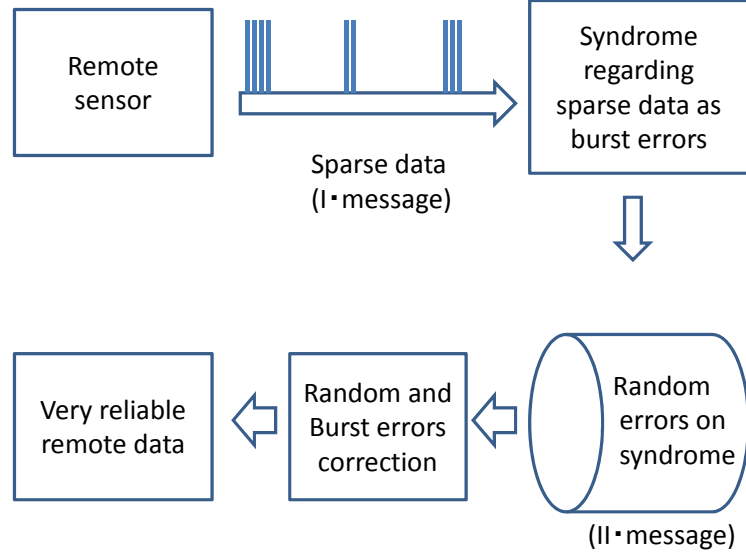 Remote
sensor
Sparse data
(I・message)
Syndrome
regarding
sparse data as
burst errors
Random
errors on
syndrome
(II・message)
Random and
Burst errors
correction
Very reliable
remote data